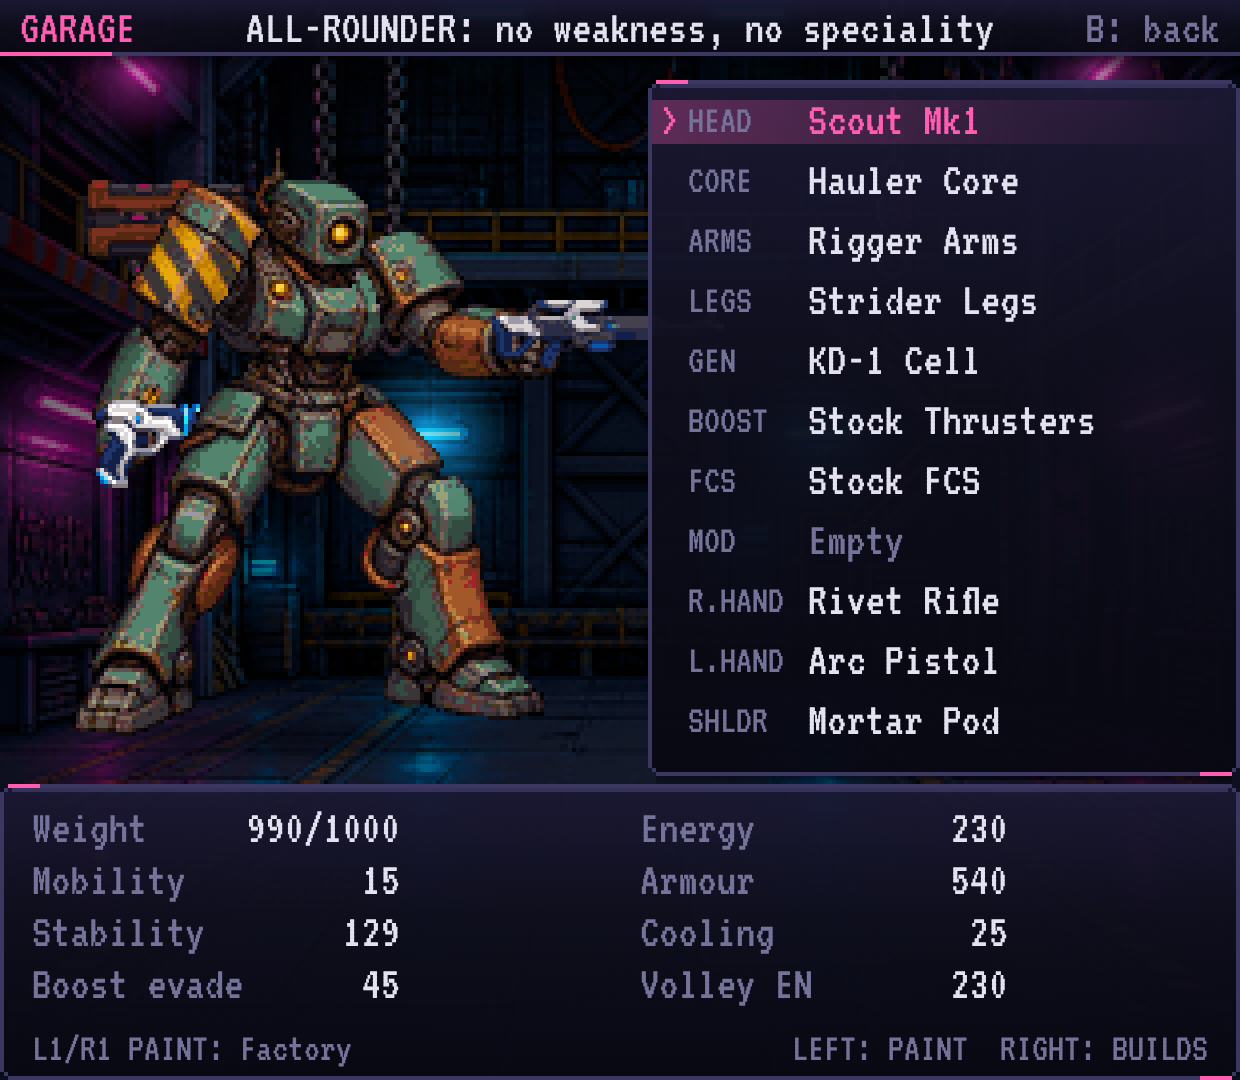 GARAGE ALL-ROUNDER: no weakness, no speciality B: back
HEAD Scout Mk1
CORE Hauler Core
ARMS Rigger Arms
LEGS Strider Legs
GEN KD-1 Cell
BOOST Stock Thrusters
FCS Stock FCS
MOD Empty
R.HAND Rivet Rifle
L.HAND Arc Pistol
SHLDR Mortar Pod
Weight 990/1000 Energy 230
Mobility 15 Armour 540
Stability 129 Cooling 25
Boost evade 45 Volley EN 230
L1/R1 PAINT: Factory LEFT: PAINT RIGHT: BUILDS